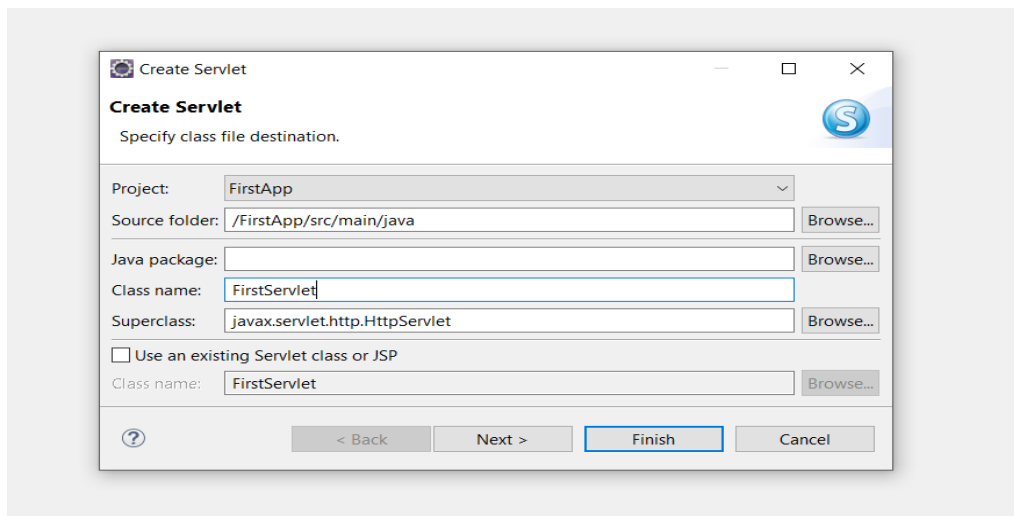 Create Servlet
Create Servlet
Specify class file destination.
S
Project: FirstApp
Source folder: /FirstApp/src/main/java Browse...
Java package: Browse...
Class name: FirstServlet
Superclass: javax.servlet.http.HttpServlet Browse...
Use an existing Servlet class or JSP
Class name: FirstServlet Browse...
? < Back Next > Finish Cancel